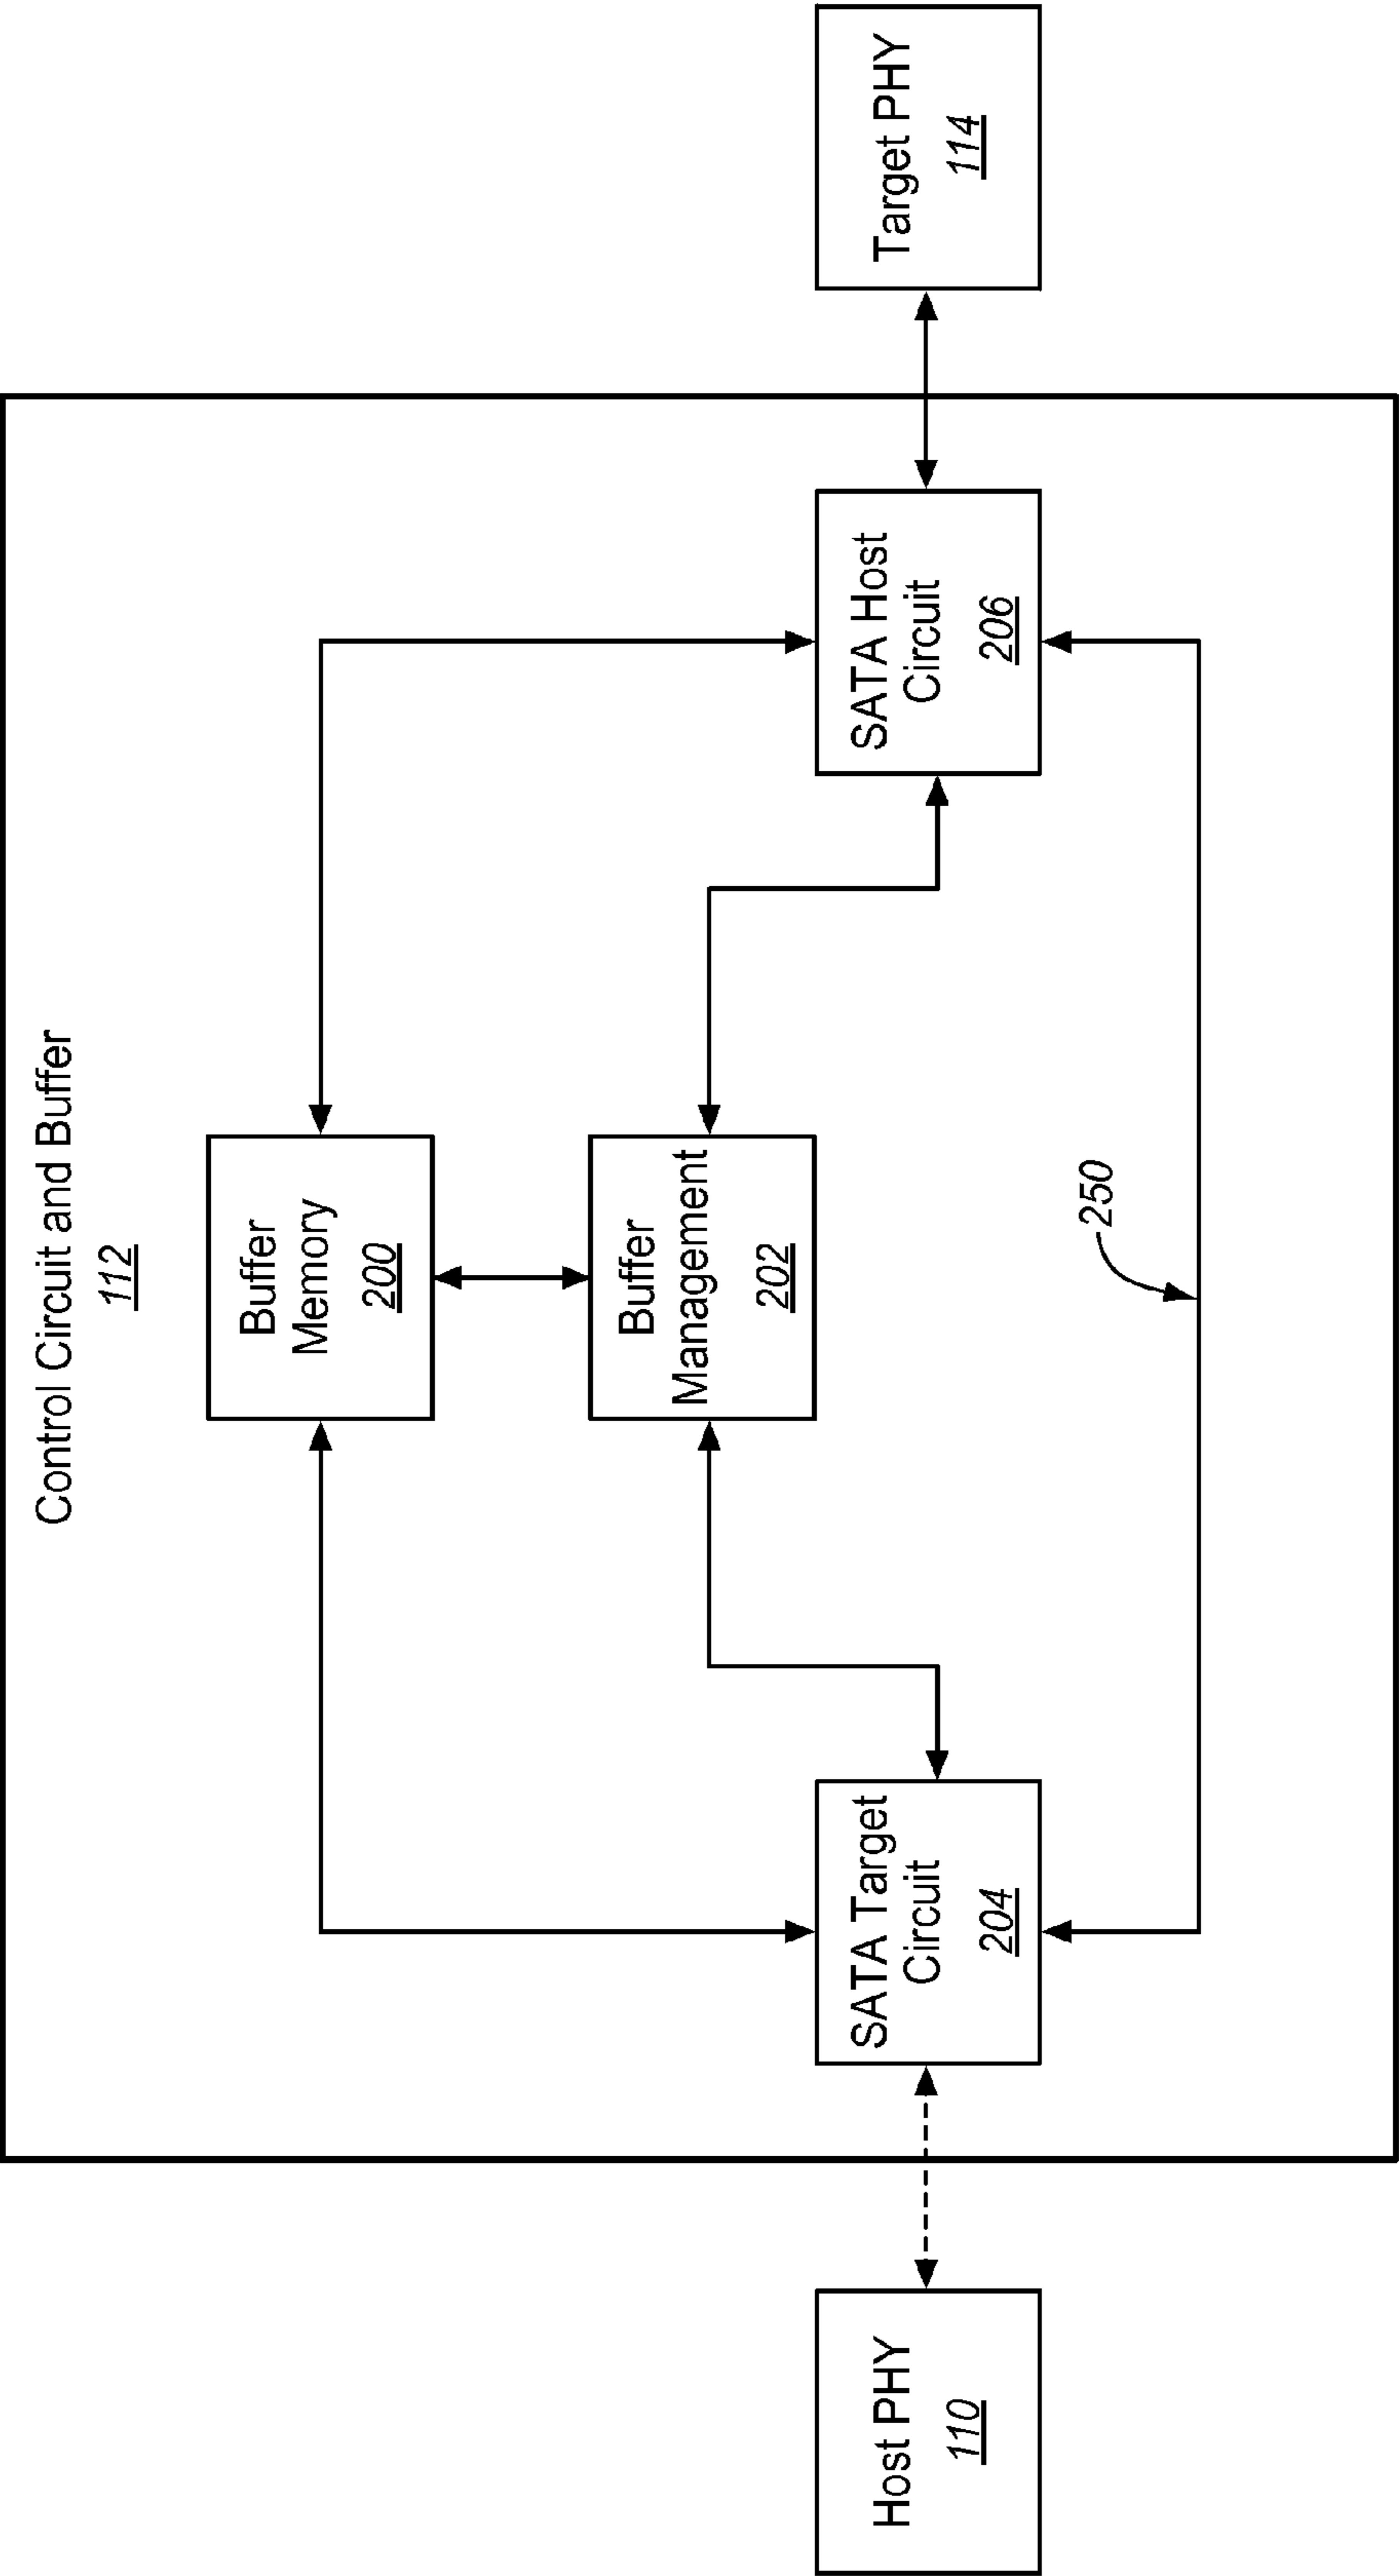 Control Circuit and Buffer
112
Buffer
Memory
200
Buffer
Management
202
Host PHY
110
SATA Target
Circuit
204
SATA Host
Circuit
206
Target PHY
114
250